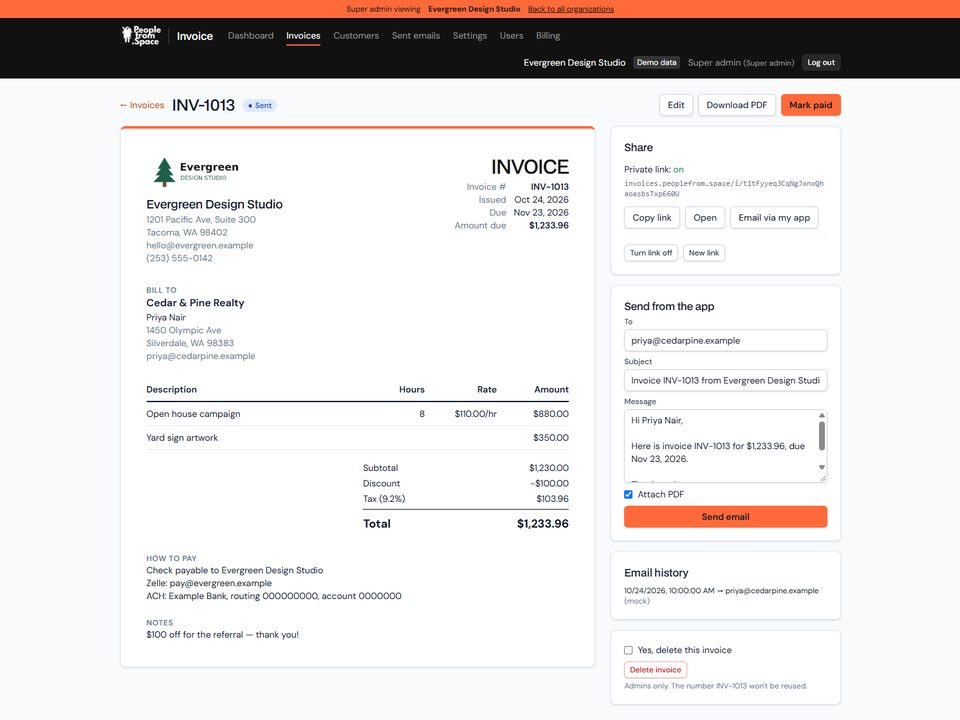 Super admin viewing Evergreen Design Studio Back to all organizations
People from .Space
Invoice Dashboard Invoices Customers Sent emails Settings Users Billing
Evergreen Design Studio Demo data Super admin (Super admin) Log out
← Invoices INV-1013 • Sent
Edit Download PDF Mark paid
Evergreen
DESIGN STUDIO
Evergreen Design Studio
1201 Pacific Ave, Suite 300
Tacoma, WA 98402
hello@evergreen.example
(253) 555-0142
INVOICE
Invoice # INV-1013
Issued Oct 24, 2026
Due Nov 23, 2026
Amount due $1,233.96
BILL TO
Cedar & Pine Realty
Priya Nair
1450 Olympic Ave
Silverdale, WA 98383
priya@cedarpine.example
Description Hours Rate Amount
Open house campaign 8 $110.00/hr $880.00
Yard sign artwork $350.00
Subtotal $1,230.00
Discount -$100.00
Tax (9.2%) $103.96
Total $1,233.96
HOW TO PAY
Check payable to Evergreen Design Studio
Zelle: pay@evergreen.example
ACH: Example Bank, routing 000000000, account 0000000
NOTES
$100 off for the referral — thank you!
Share
Private link: on
invoices.peoplefrom.space/i/t1tFyyeq3CqNgJxnxQh
aoasbsTxp660U
Copy link Open Email via my app
Turn link off New link
Send from the app
To
priya@cedarpine.example
Subject
Invoice INV-1013 from Evergreen Design Studi
Message
Hi Priya Nair,
Here is invoice INV-1013 for $1,233.96, due
Nov 23, 2026.
Attach PDF
Send email
Email history
10/24/2026, 10:00:00 AM → priya@cedarpine.example
(mock)
Yes, delete this invoice
Delete invoice
Admins only. The number INV-1013 won't be reused.